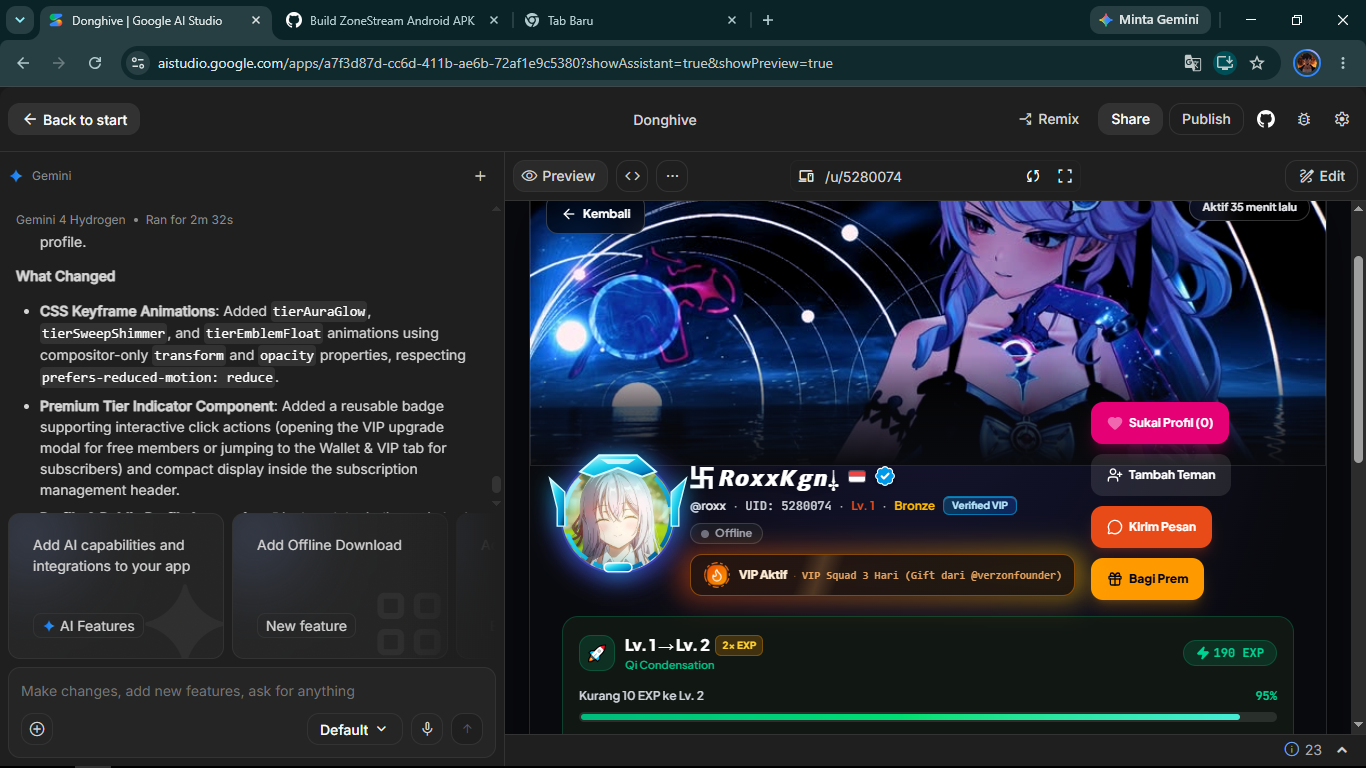 Donghive | Google AI Studio
Build ZoneStream Android APK
Tab Baru
Minta Gemini
aistudio.google.com/apps/a7f3d87d-cc6d-411b-ae6b-72af1e9c5380?showAssistant=true&showPreview=true
Back to start
Donghive
Remix
Share
Publish
Gemini
Preview
/u/5280074
Edit
Gemini 4 Hydrogen • Ran for 2m 32s
profile.
What Changed
• CSS Keyframe Animations: Added tierAuraGlow,
tierSweepShimmer, and tierEmblemFloat animations using
compositor-only transform and opacity properties, respecting
prefers-reduced-motion: reduce.
• Premium Tier Indicator Component: Added a reusable badge
supporting interactive click actions (opening the VIP upgrade
modal for free members or jumping to the Wallet & VIP tab for
subscribers) and compact display inside the subscription
management header.
Add AI capabilities and
integrations to your app
AI Features
Add Offline Download
New feature
Make changes, add new features, ask for anything
Default
Kembali
Aktif 35 menit lalu
Sukai Profil (0)
Tambah Teman
Kirim Pesan
Bagi Prem
卐 RoxxKgn⸸
@roxx · UID: 5280074 · Lv. 1 · Bronze Verified VIP
Offline
VIP Aktif · VIP Squad 3 Hari (Gift dari @verzonfounder)
Lv. 1→Lv. 2 2x EXP
Qi Condensation
190 EXP
Kurang 10 EXP ke Lv. 2
95%
23